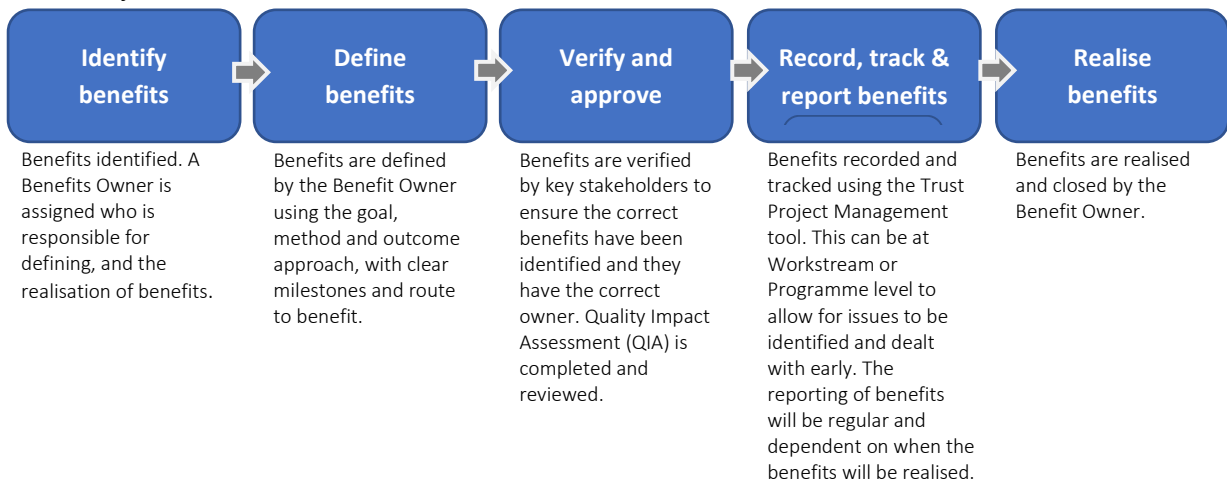 Identify
benefits
Define
benefits
Verify and
approve
Record, track &
report benefits
Realise
benefits
Benefits identified. A
Benefits Owner is
assigned who is
responsible for
defining, and the
realisation of benefits.
Benefits are defined
by the Benefit Owner
using the goal,
method and outcome
approach, with clear
milestones and route
to benefit.
Benefits are verified
by key stakeholders to
ensure the correct
benefits have been
identified and they
have the correct
owner. Quality Impact
Assessment (QIA) is
completed and
reviewed.
Benefits recorded and
tracked using the Trust
Project Management
tool. This can be at
Workstream or
Programme level to
allow for issues to be
identified and dealt
with early. The
reporting of benefits
will be regular and
dependent on when the
benefits will be realised.
Benefits are realised
and closed by the
Benefit Owner.